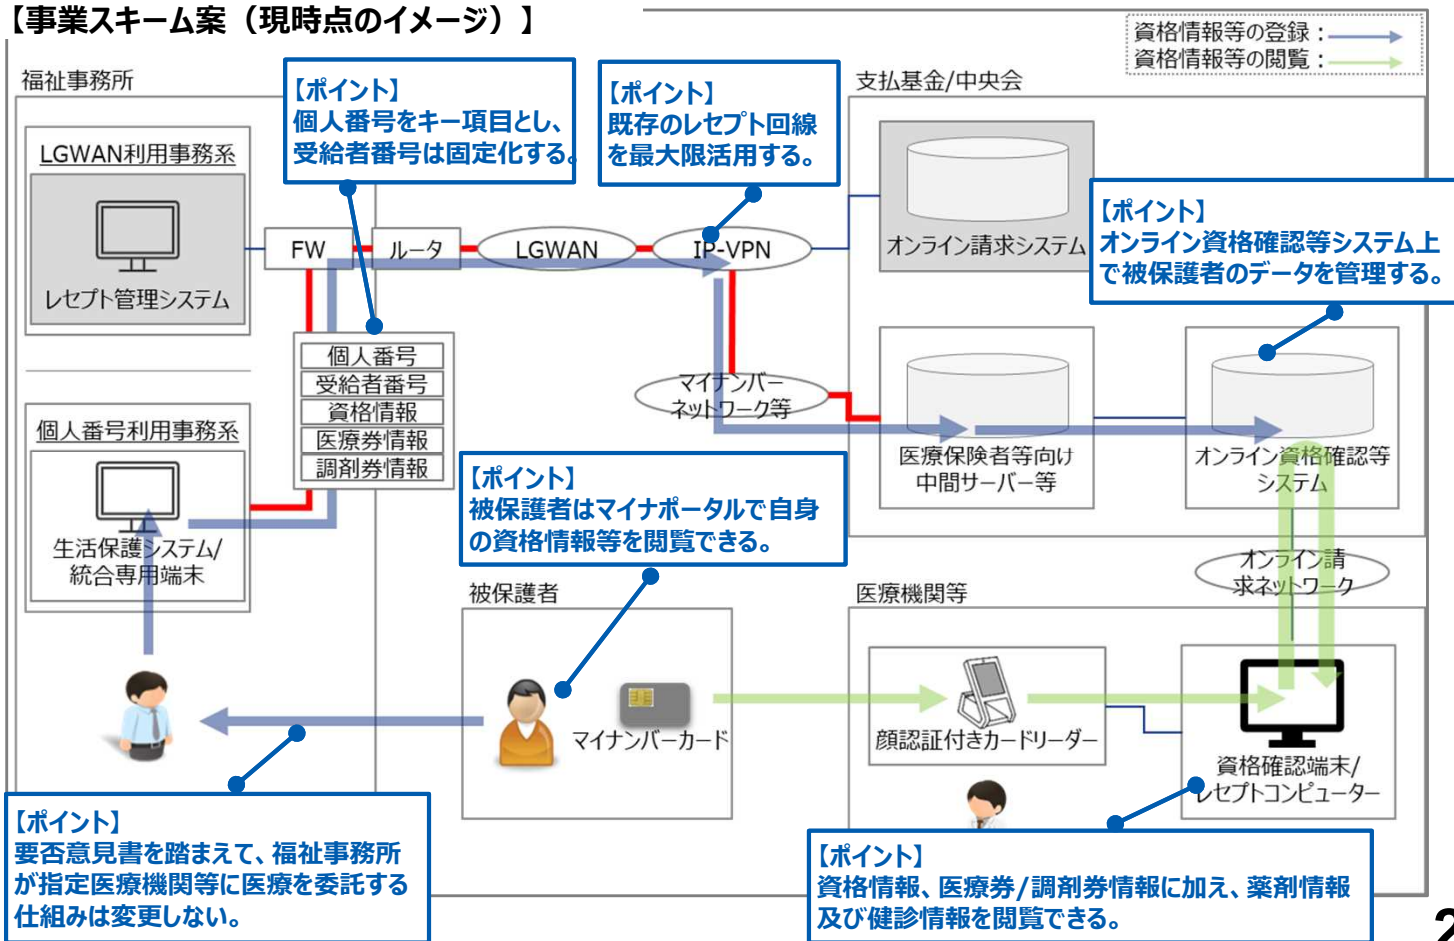 【事業スキーム案（現時点のイメージ）】
資格情報等の登録：
資格情報等の閲覧：
福祉事務所
【ポイント】
個人番号をキー項目とし、
受給者番号は固定化する。
【ポイント】
既存のレセプト回線
を最大限活用する。
支払基金/中央会
LGWAN利用事務系
レセプト管理システム
FW
ルータ
LGWAN
IP-VPN
オンライン請求システム
【ポイント】
オンライン資格確認等システム上
で被保護者のデータを管理する。
個人番号
受給者番号
資格情報
医療券情報
調剤券情報
マイナンバー
ネットワーク等
個人番号利用事務系
生活保護システム/
統合専用端末
医療保険者等向け
中間サーバー等
オンライン資格確認等
システム
【ポイント】
被保護者はマイナポータルで自身
の資格情報等を閲覧できる。
オンライン請
求ネットワーク
被保護者
マイナンバーカード
医療機関等
顔認証付きカードリーダー
資格確認端末/
レセプトコンピューター
【ポイント】
要否意見書を踏まえて、福祉事務所
が指定医療機関等に医療を委託する
仕組みは変更しない。
【ポイント】
資格情報、医療券/調剤券情報に加え、薬剤情報
及び健診情報を閲覧できる。
2